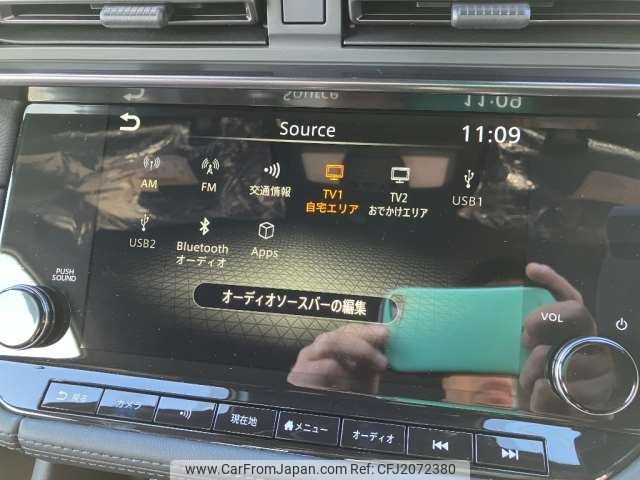 Source
11:09
Source
11:09
AM
FM
交通情報
TV1
自宅エリア
TV2
おでかけエリア
USB1
USB2
Bluetooth
オーディオ
Apps
オーディオソースバーの編集
PUSH
SOUND
VOL
戻る
カメラ
現在地
メニュー
オーディオ
www.CarFromJapan.com - Ref: CFJ2072380